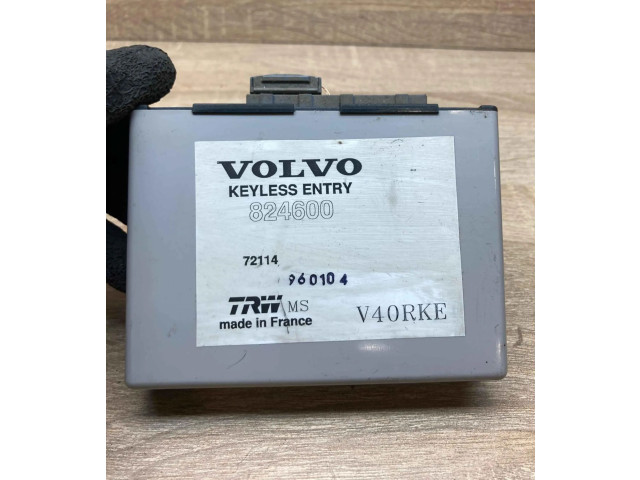 VOLVO
KEYLESS ENTRY
824600
72114
960104
TRW MS
made in France
V40RKE